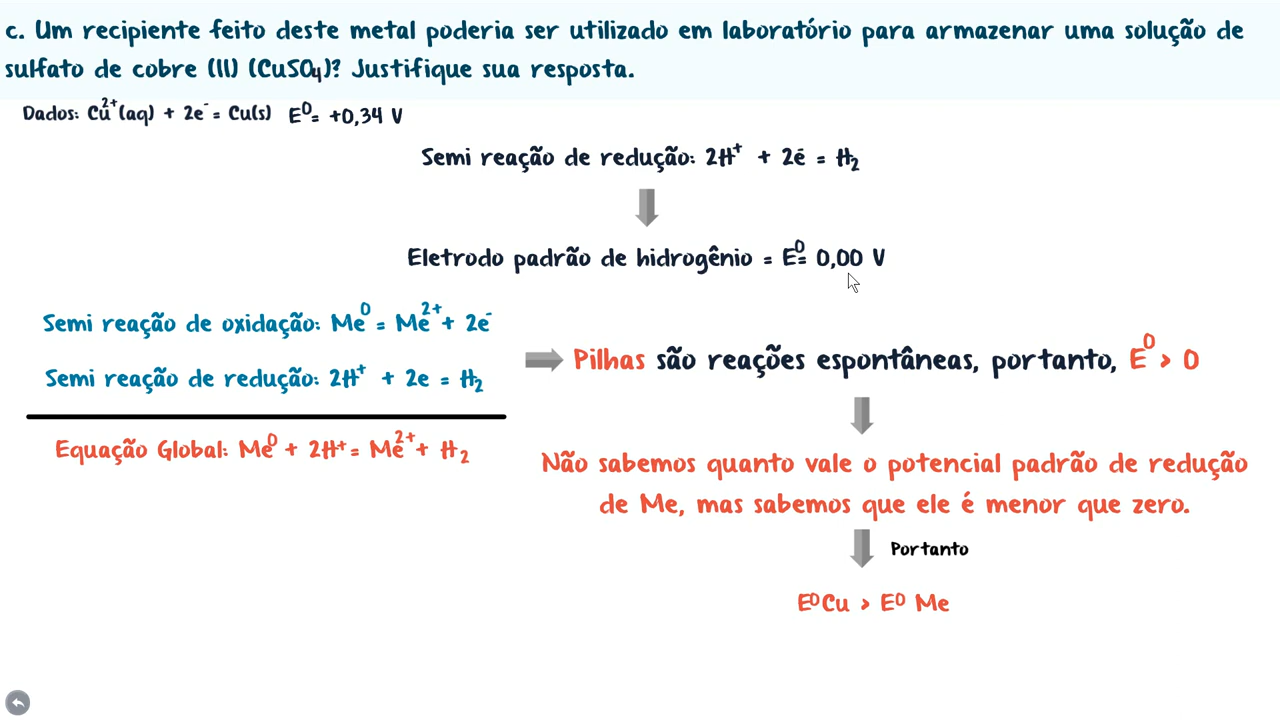 c. Um recipiente feito deste metal poderia ser utilizado em laboratório para armazenar uma solução de
sulfato de cobre (II) (CuSO4)? Justifique sua resposta.
Dados: Cu²⁺(aq) + 2e⁻ = Cu(s) E⁰= +0,34 V
Semi reação de redução: 2H⁺ + 2e⁻ = H₂
Eletrodo padrão de hidrogênio = E⁰= 0,00 V
Semi reação de oxidação: Me⁰ = Me²⁺ + 2e⁻
Semi reação de redução: 2H⁺ + 2e = H₂
Equação Global: Me⁰ + 2H⁺ = Me²⁺ + H₂
Pilhas são reações espontâneas, portanto, E⁰ > 0
Não sabemos quanto vale o potencial padrão de redução
de Me, mas sabemos que ele é menor que zero.
Portanto
E⁰Cu > E⁰ Me